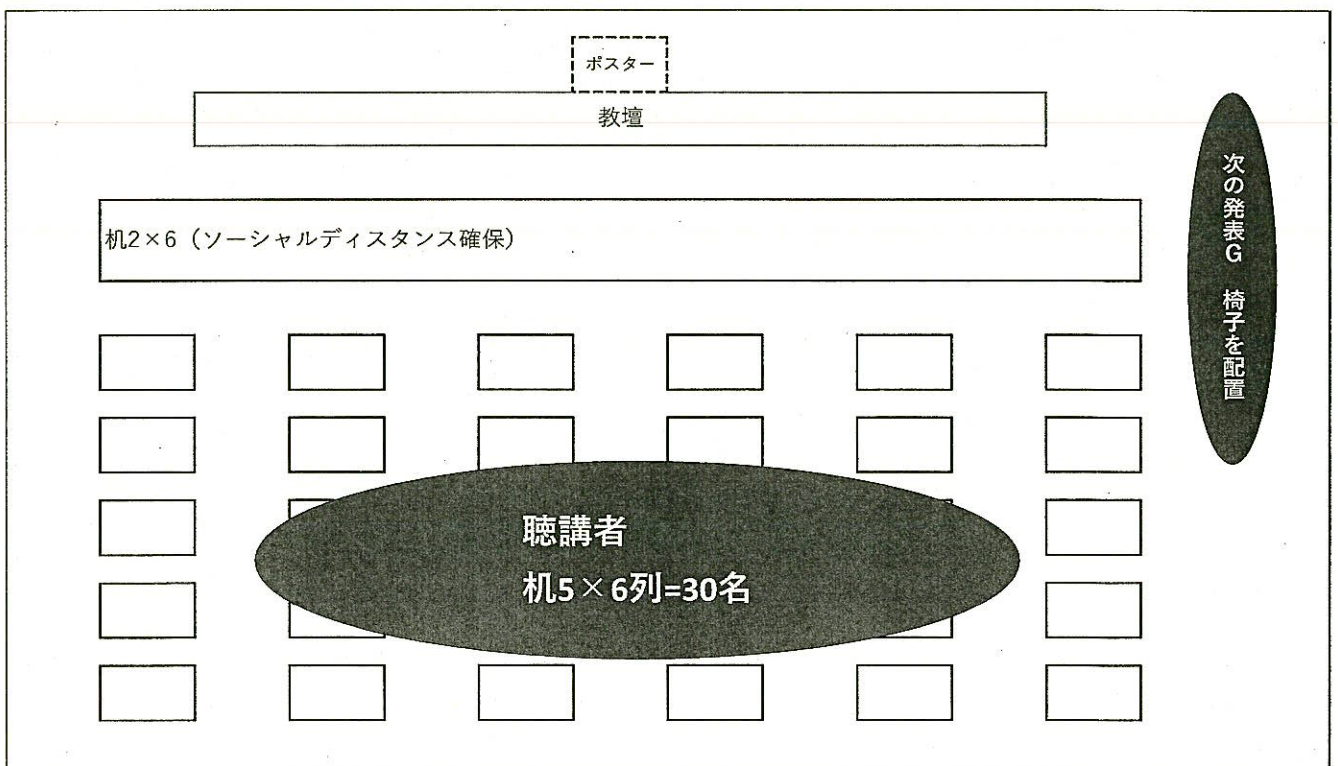 ポスター
教壇
机2×6（ソーシャルディスタンス確保）
次の発表G　椅子を配置
聴講者
机5×6列=30名